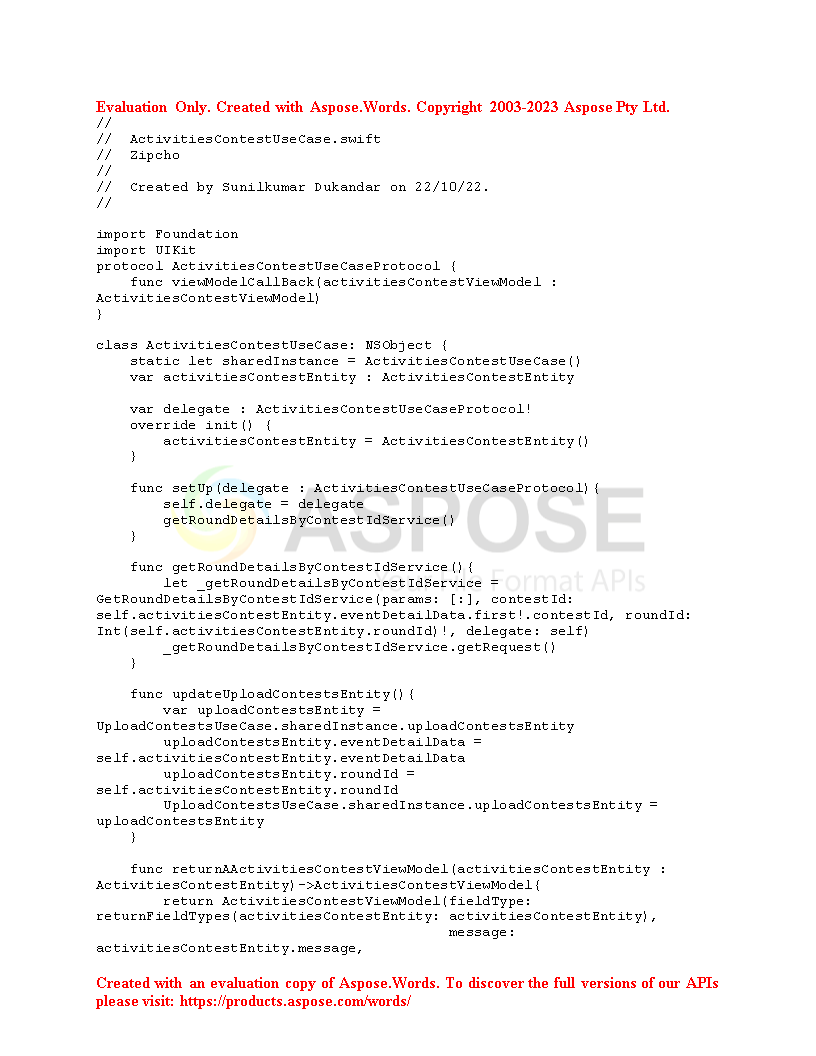 Evaluation Only. Created with Aspose.Words. Copyright 2003-2023 Aspose Pty Ltd.
//
//  ActivitiesContestUseCase.swift
//  Zipcho
//
//  Created by Sunilkumar Dukandar on 22/10/22.
//

import Foundation
import UIKit
protocol ActivitiesContestUseCaseProtocol {
    func viewModelCallBack(activitiesContestViewModel :
ActivitiesContestViewModel)
}

class ActivitiesContestUseCase: NSObject {
    static let sharedInstance = ActivitiesContestUseCase()
    var activitiesContestEntity : ActivitiesContestEntity

    var delegate : ActivitiesContestUseCaseProtocol!
    override init() {
        activitiesContestEntity = ActivitiesContestEntity()
    }

    func setUp(delegate : ActivitiesContestUseCaseProtocol){
        self.delegate = delegate
        getRoundDetailsByContestIdService()
    }

    func getRoundDetailsByContestIdService(){
        let _getRoundDetailsByContestIdService =
GetRoundDetailsByContestIdService(params: [:], contestId:
self.activitiesContestEntity.eventDetailData.first!.contestId, roundId:
Int(self.activitiesContestEntity.roundId)!, delegate: self)
        _getRoundDetailsByContestIdService.getRequest()
    }

    func updateUploadContestsEntity(){
        var uploadContestsEntity =
UploadContestsUseCase.sharedInstance.uploadContestsEntity
        uploadContestsEntity.eventDetailData =
self.activitiesContestEntity.eventDetailData
        uploadContestsEntity.roundId =
self.activitiesContestEntity.roundId
        UploadContestsUseCase.sharedInstance.uploadContestsEntity =
uploadContestsEntity
    }

    func returnAActivitiesContestViewModel(activitiesContestEntity :
ActivitiesContestEntity)->ActivitiesContestViewModel{
        return ActivitiesContestViewModel(fieldType:
returnFieldTypes(activitiesContestEntity: activitiesContestEntity),
                                          message:
activitiesContestEntity.message,
ASPOSE
Format APIs
Created with an evaluation copy of Aspose.Words. To discover the full versions of our APIs
please visit: https://products.aspose.com/words/